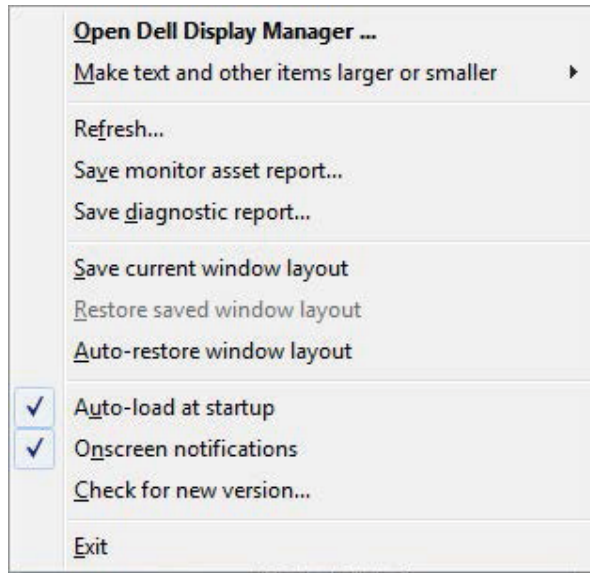 Open Dell Display Manager ...
Make text and other items larger or smaller
Refresh...
Save monitor asset report...
Save diagnostic report...
Save current window layout
Restore saved window layout
Auto-restore window layout
Auto-load at startup
Onscreen notifications
Check for new version...
Exit